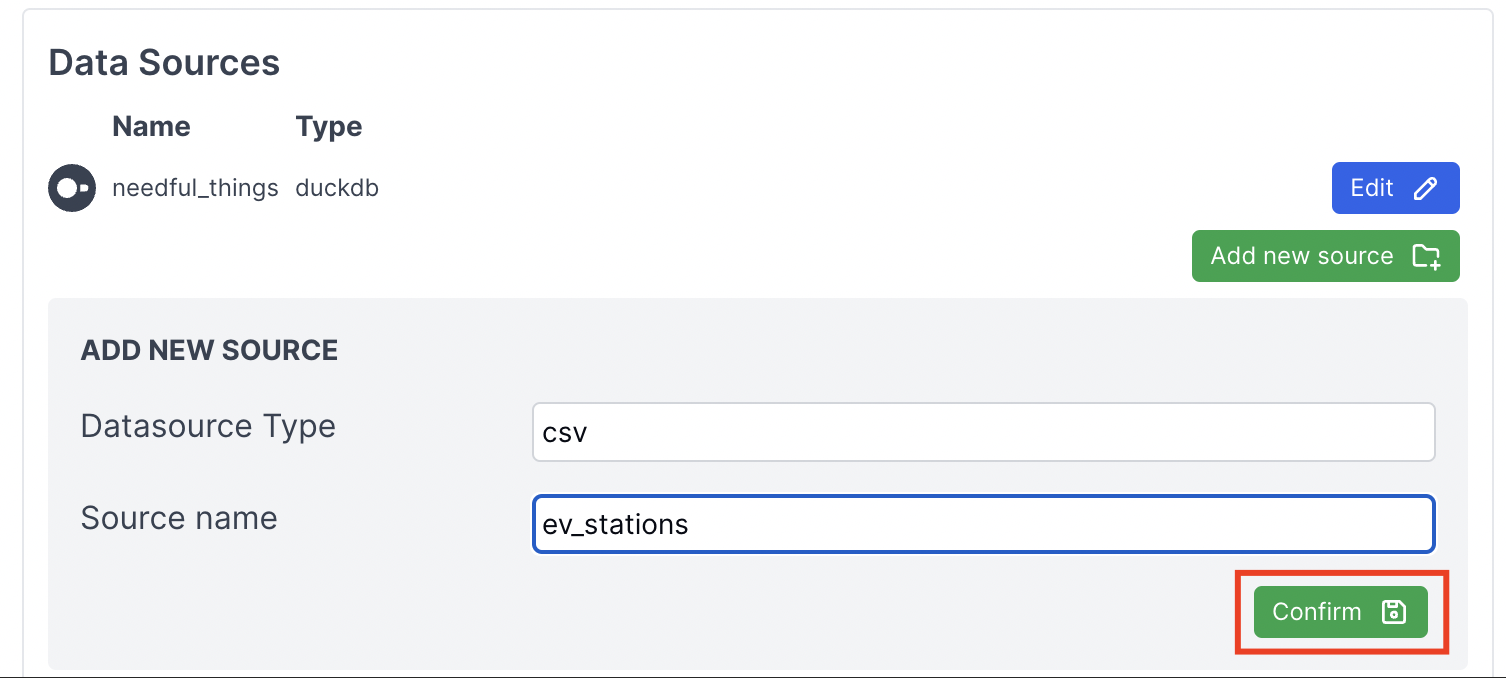 Data Sources
Name Type
needful_things duckdb Edit
Add new source
ADD NEW SOURCE
Datasource Type csv
Source name ev_stations
Confirm